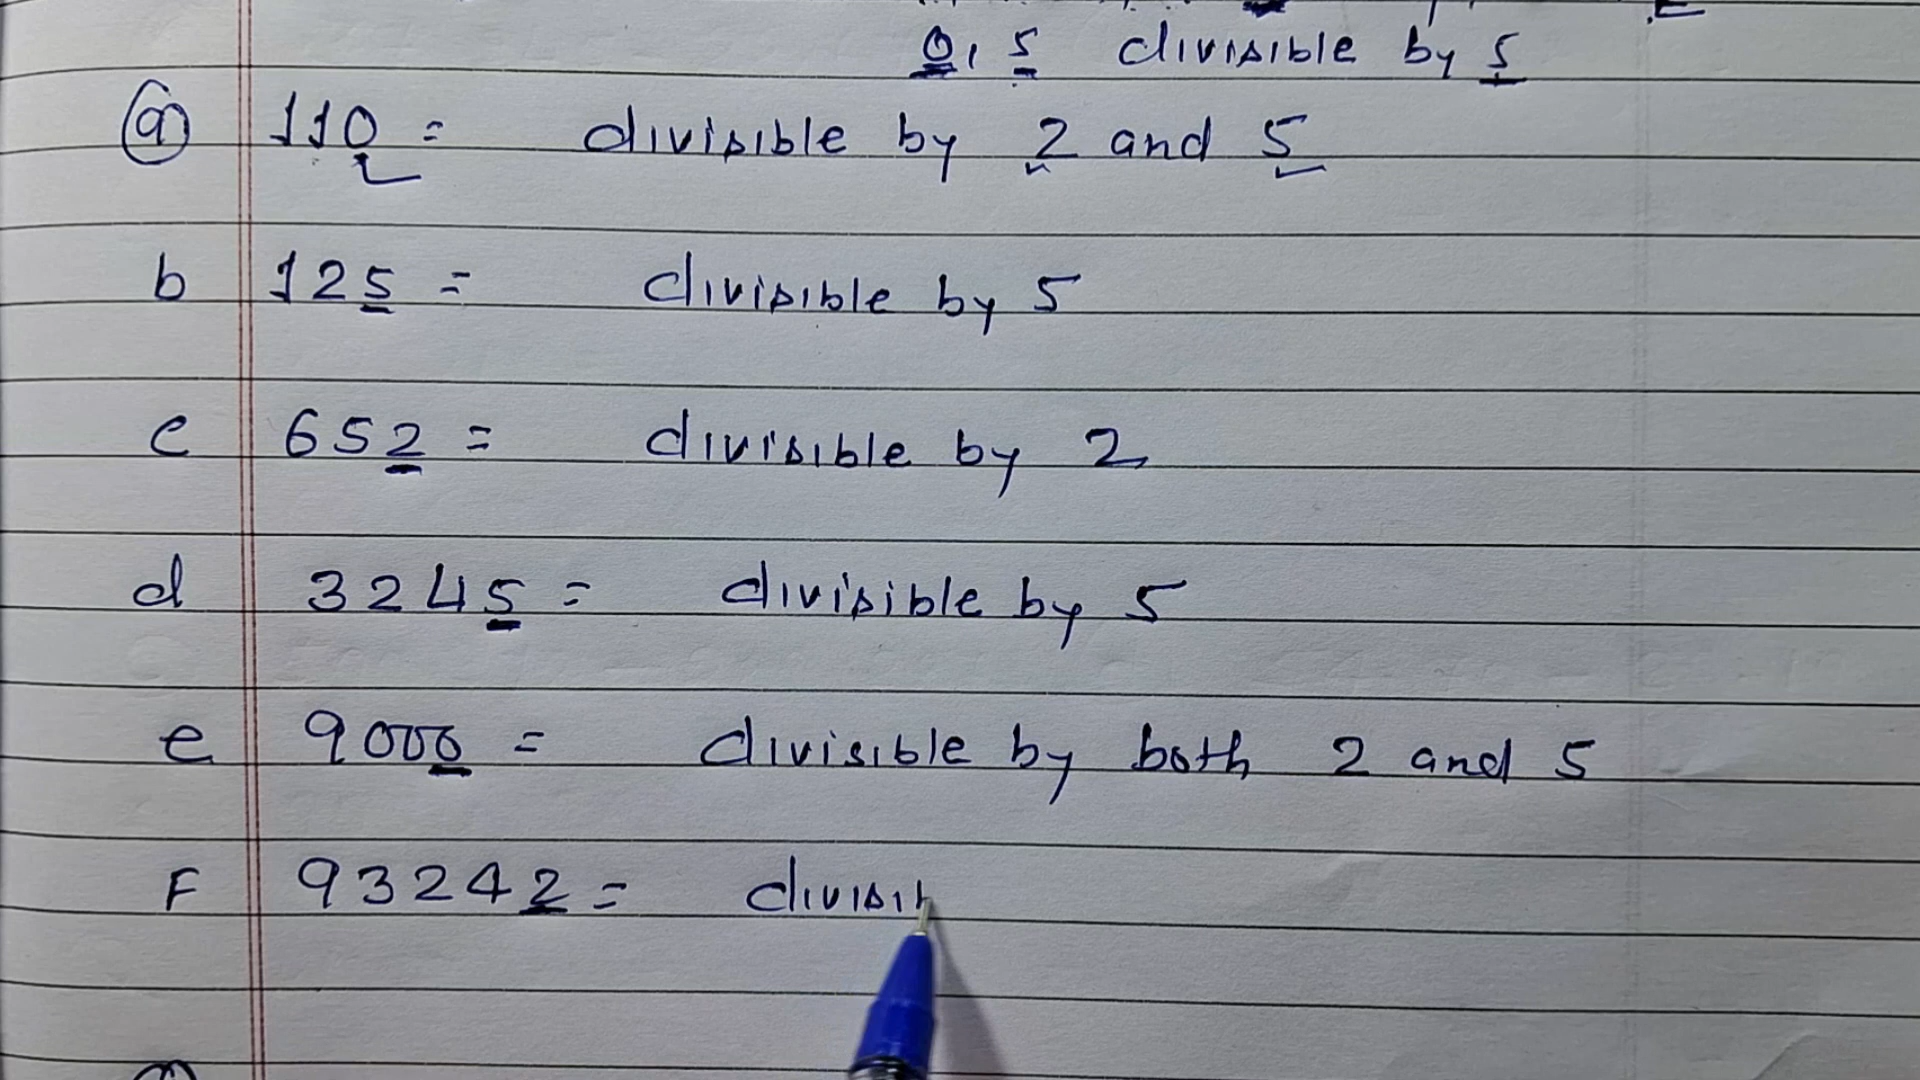 0, 5 divisible by 5
a 110 = divisible by 2 and 5
b 125 = divisible by 5
c 652 = divisible by 2
d 3245 = divisible by 5
e 9000 = divisible by both 2 and 5
F 93242 = divisib